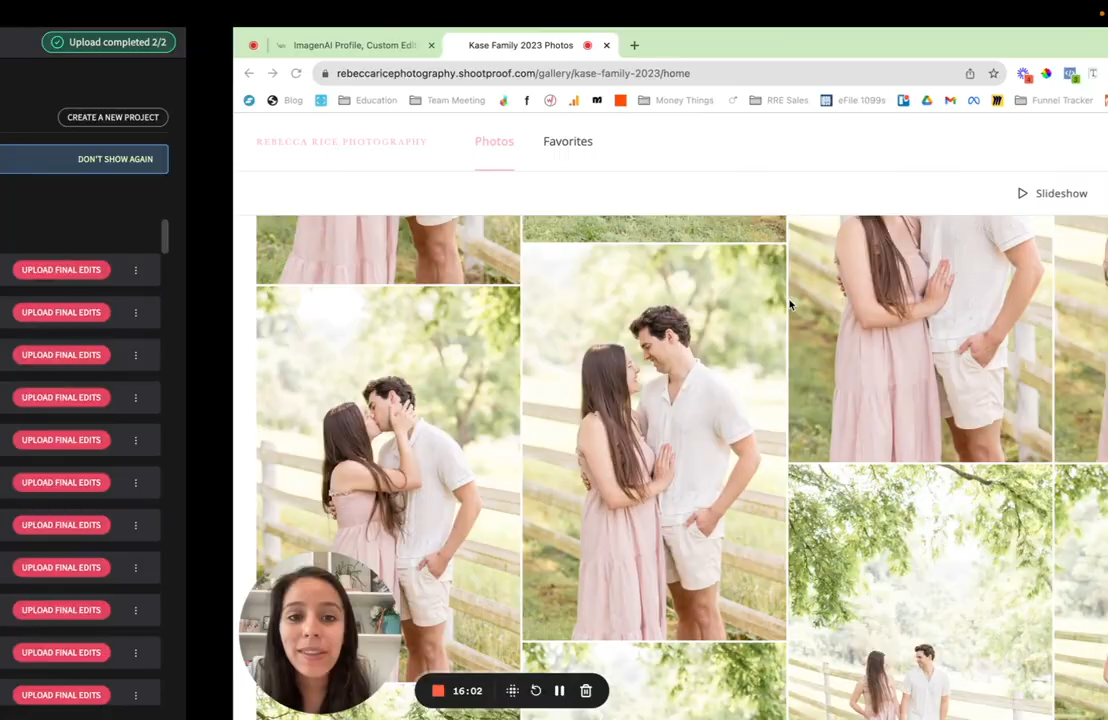 Upload completed 2/2
CREATE A NEW PROJECT
DON'T SHOW AGAIN
UPLOAD FINAL EDITS
UPLOAD FINAL EDITS
UPLOAD FINAL EDITS
UPLOAD FINAL EDITS
UPLOAD FINAL EDITS
UPLOAD FINAL EDITS
UPLOAD FINAL EDITS
UPLOAD FINAL EDITS
UPLOAD FINAL EDITS
UPLOAD FINAL EDITS
UPLOAD FINAL EDITS
ImagenAI Profile, Custom Edit
Kase Family 2023 Photos
rebeccaricephotography.shootproof.com/gallery/kase-family-2023/home
Blog Education Team Meeting Money Things RRE Sales eFile 1099s Funnel Tracker
REBECCA RICE PHOTOGRAPHY Photos Favorites
Slideshow
16:02